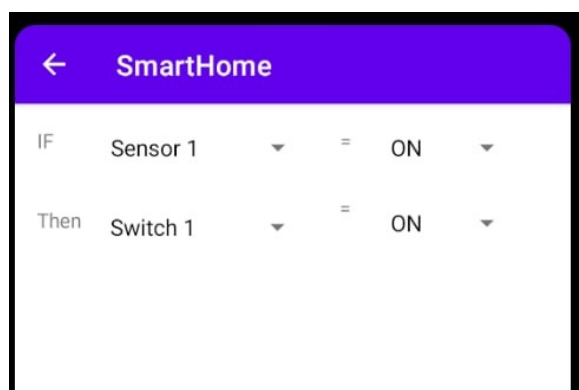 SmartHome
IF Sensor 1 = ON
Then Switch 1 = ON